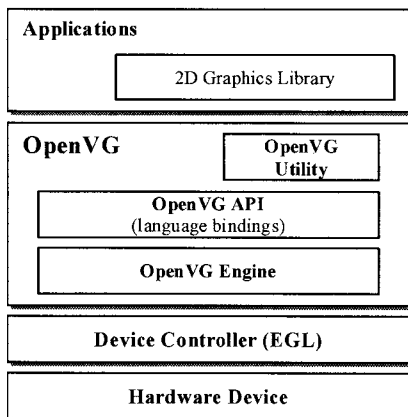 Applications
2D Graphics Library
OpenVG
OpenVG
Utility
OpenVG API
(language bindings)
OpenVG Engine
Device Controller (EGL)
Hardware Device